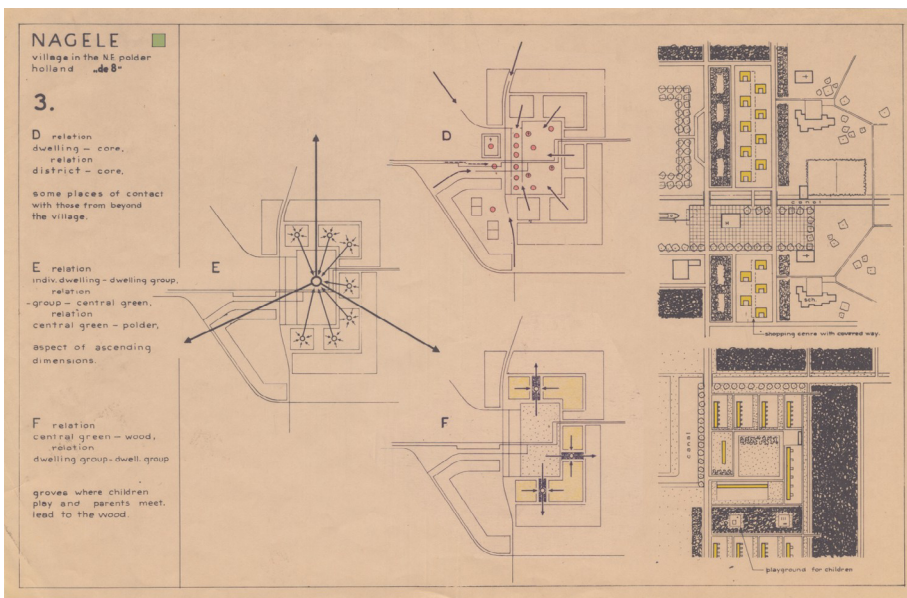 NAGELE
village in the N.E. polder
holland „de 8"
3.
D relation
dwelling – core,
relation
district – core,
some places of contact
with those from beyond
the village.
E relation
indiv. dwelling – dwelling group,
relation
-group – central green,
relation
central green – polder,
aspect of ascending
dimensions.
F relation
central green – wood,
relation
dwelling group – dwell. group
groves where children
play and parents meet.
lead to the wood.
D
E
F
canal
shopping centre with covered way.
canal
playground for children